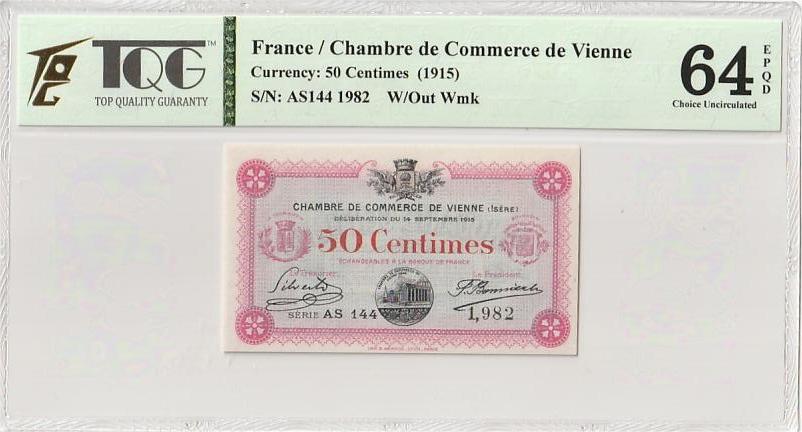 TQG™
TOP QUALITY GUARANTY
France / Chambre de Commerce de Vienne
Currency: 50 Centimes (1915)
S/N: AS144 1982 W/Out Wmk
64
EPQD
Choice Uncirculated
CHAMBRE DE COMMERCE DE VIENNE (ISÈRE)
DÉLIBÉRATION DU 14 SEPTEMBRE 1915
50 Centimes
ÉCHANGEABLES A LA BANQUE DE FRANCE
Le Trésorier, Le Président,
SÉRIE AS 144 1,982